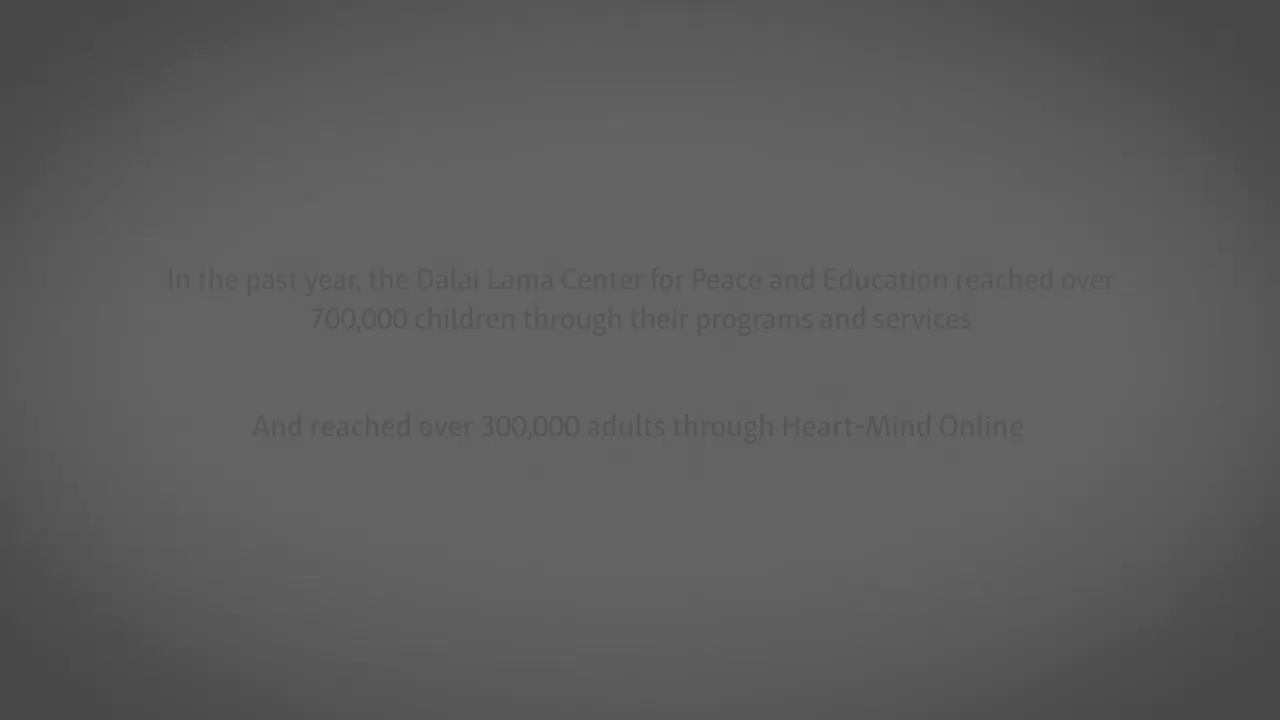 In the past year, the Dalai Lama Center for Peace and Education reached over
700,000 children through their programs and services
And reached over 300,000 adults through Heart-Mind Online